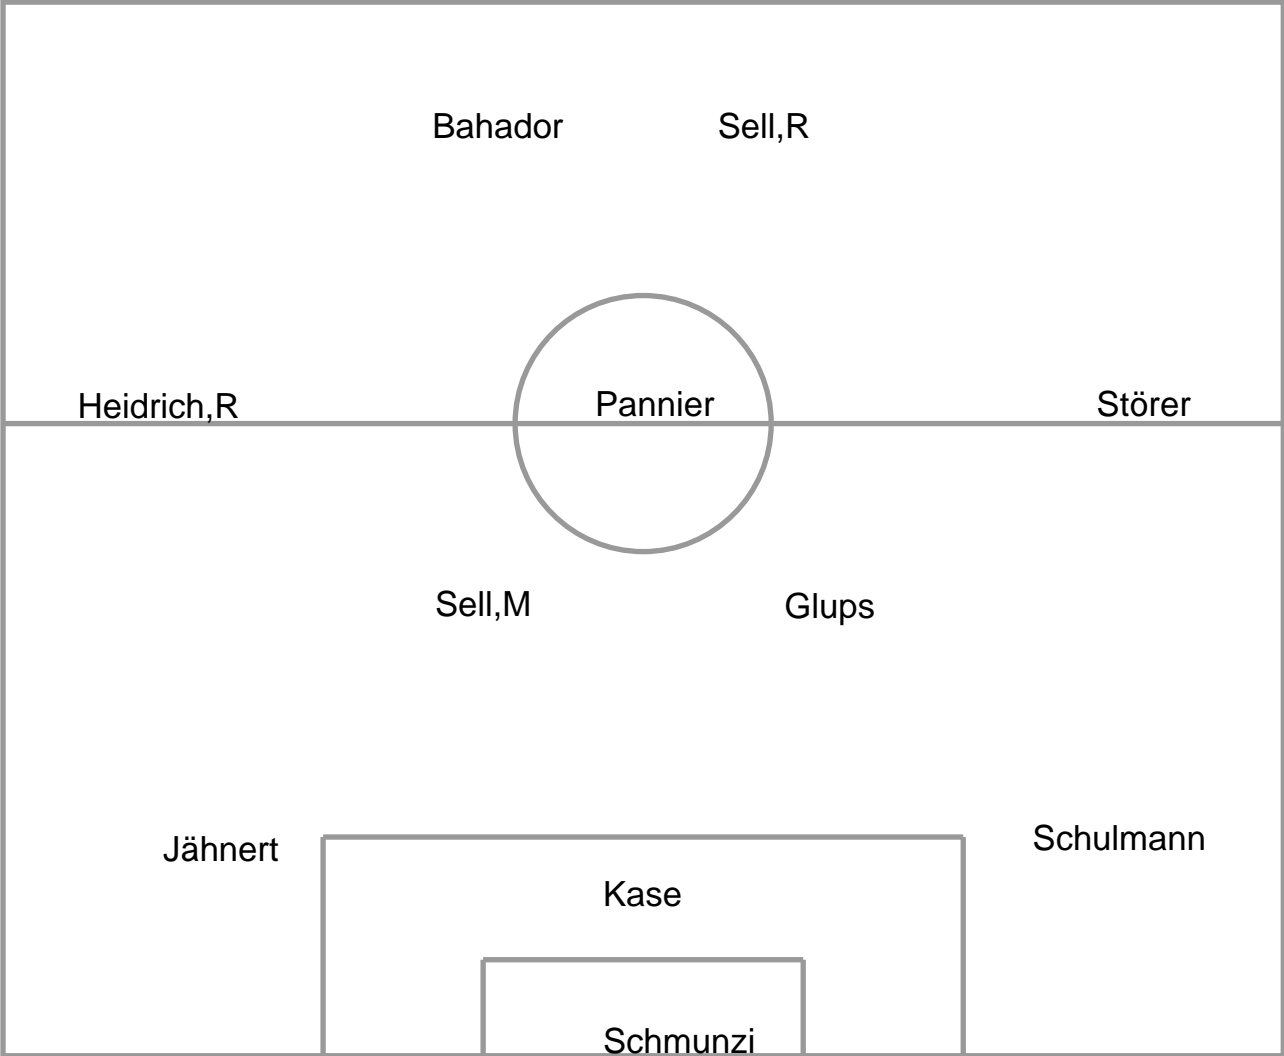 Bahador Sell,R
Heidrich,R Pannier Störer
Sell,M Glups
Jähnert Schulmann
Kase
Schmunzi